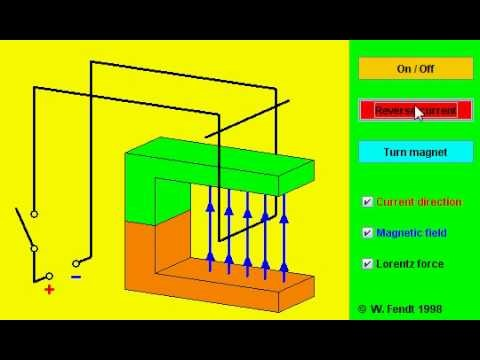 On / Off
Reverse current
Turn magnet
Current direction
Magnetic field
Lorentz force
+
−
© W. Fendt 1998